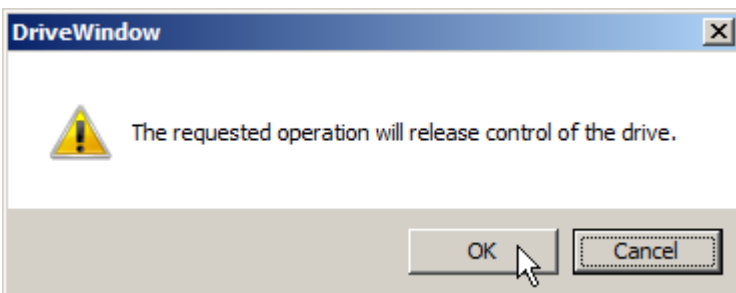 DriveWindow
The requested operation will release control of the drive.
OK
Cancel